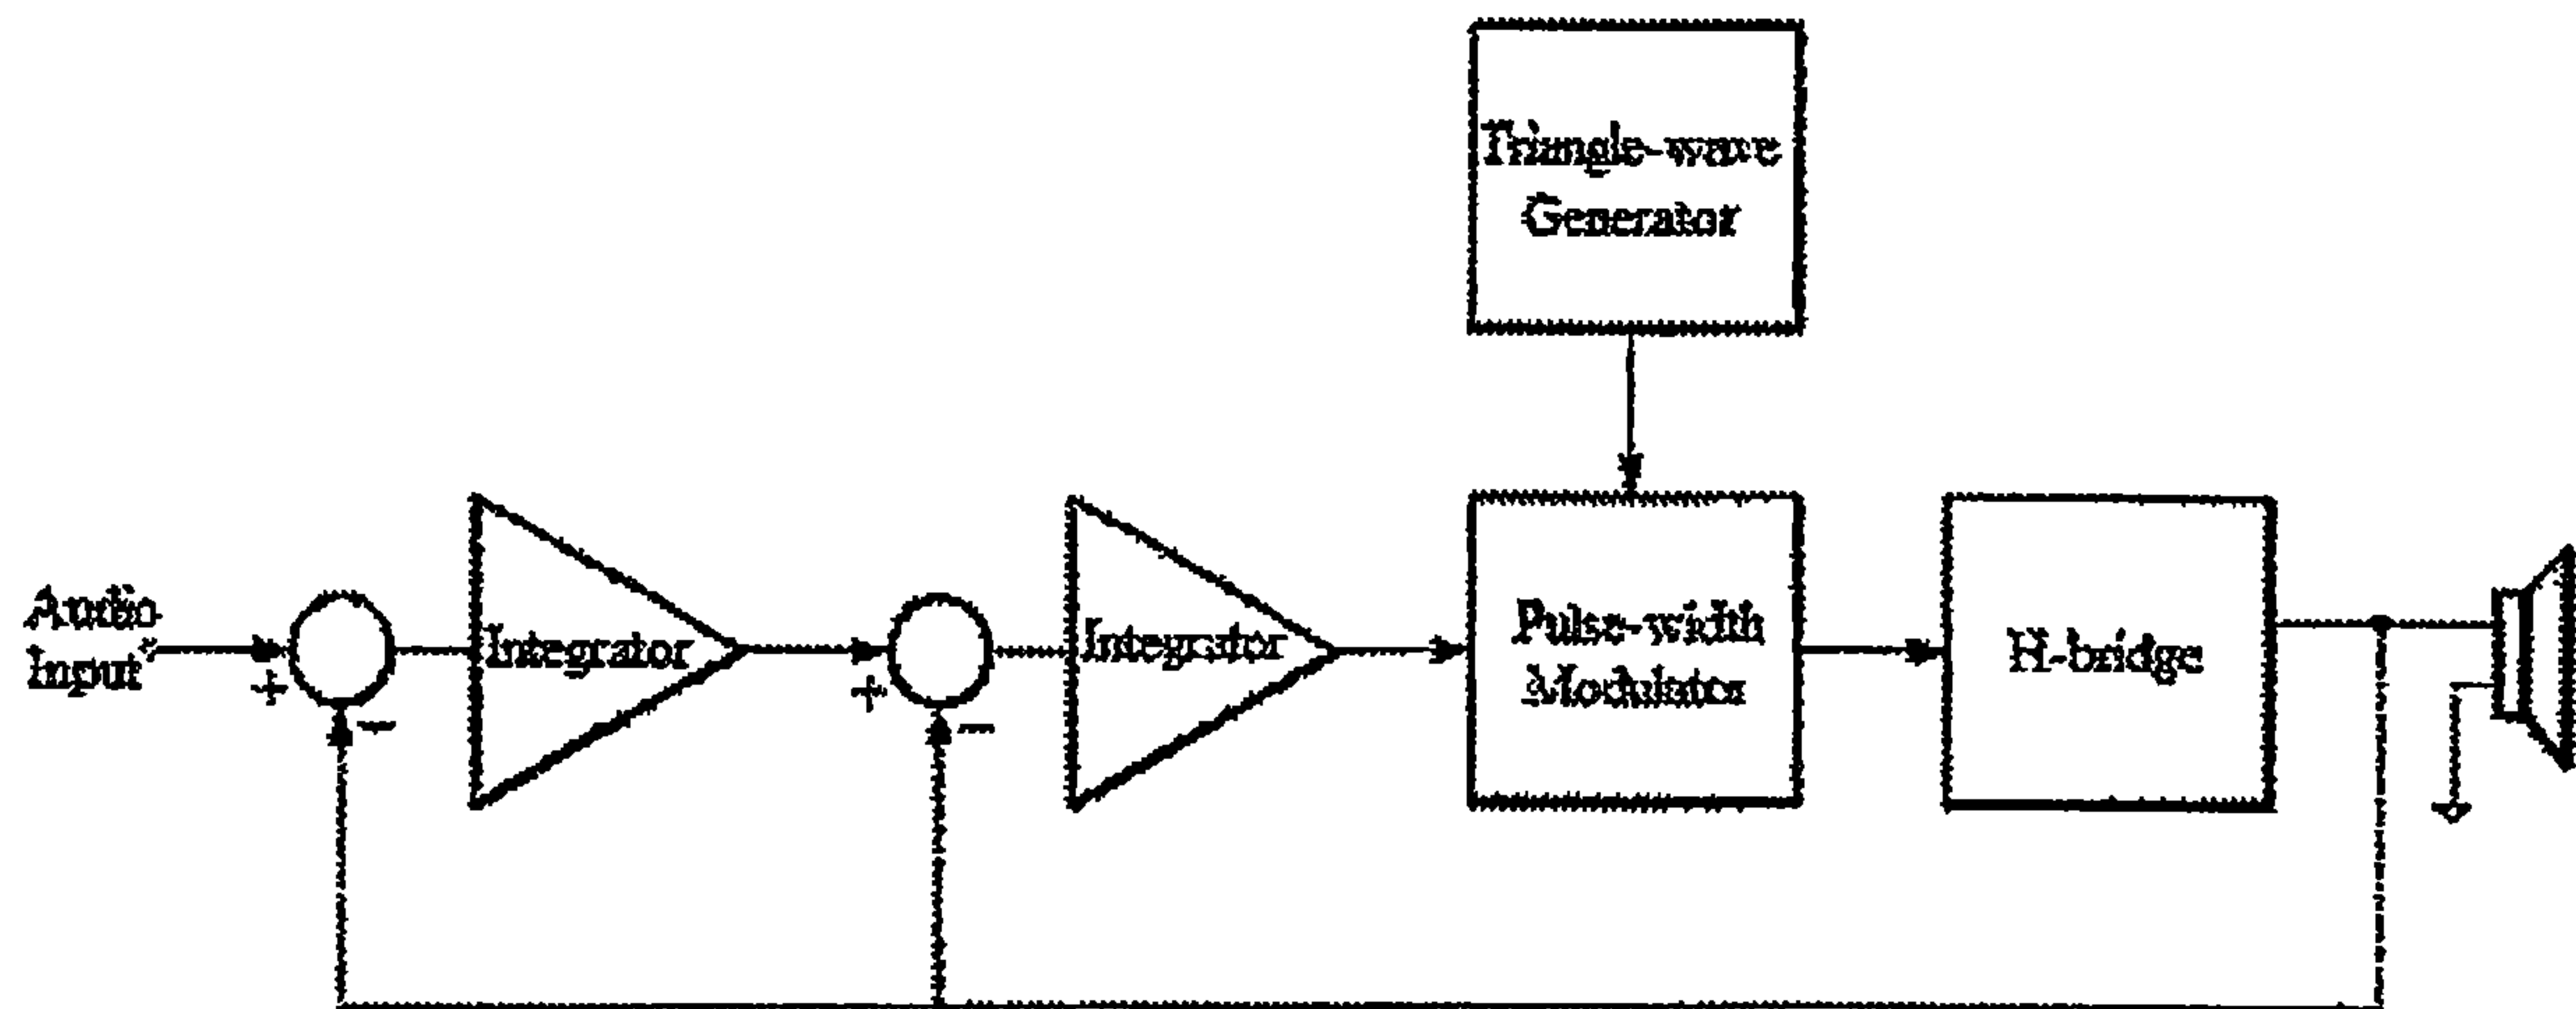 Triangle-wave
Generator
Audio
Input
+
−
Integrator
+
−
Integrator
Pulse-width
Modulator
H-bridge